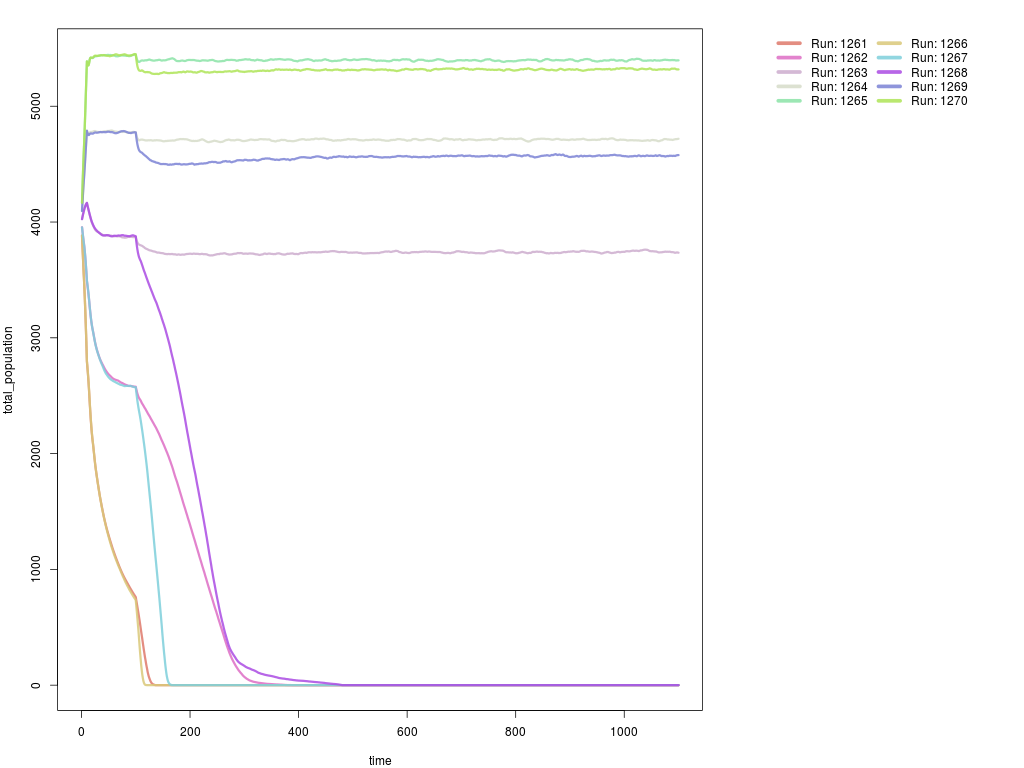 Run: 1261 Run: 1266
Run: 1262 Run: 1267
Run: 1263 Run: 1268
Run: 1264 Run: 1269
Run: 1265 Run: 1270
total_population
5000
4000
3000
2000
1000
0
0 200 400 600 800 1000
time